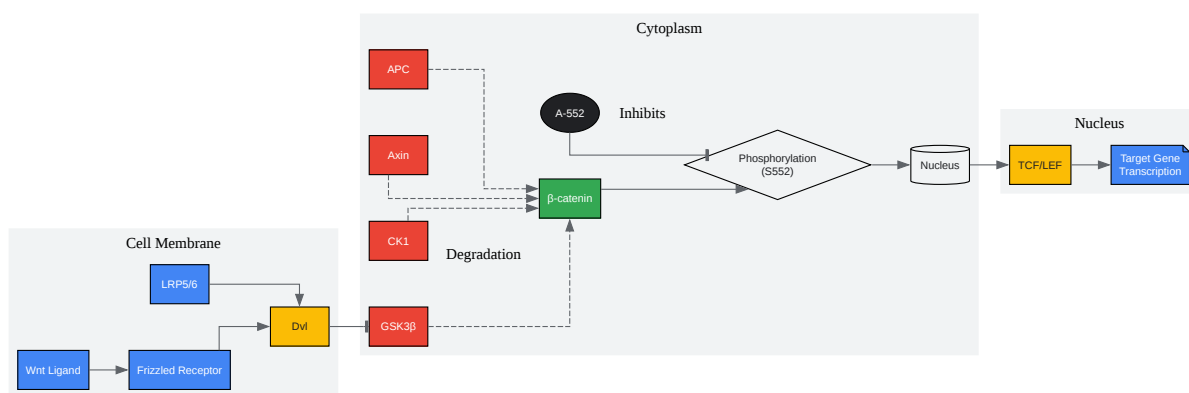 Cytoplasm
APC
A-552
Inhibits
Nucleus
Axin
Phosphorylation
(S552)
Nucleus
TCF/LEF
Target Gene
Transcription
β-catenin
CK1
Degradation
Cell Membrane
LRP5/6
Dvl
GSK3β
Wnt Ligand
Frizzled Receptor